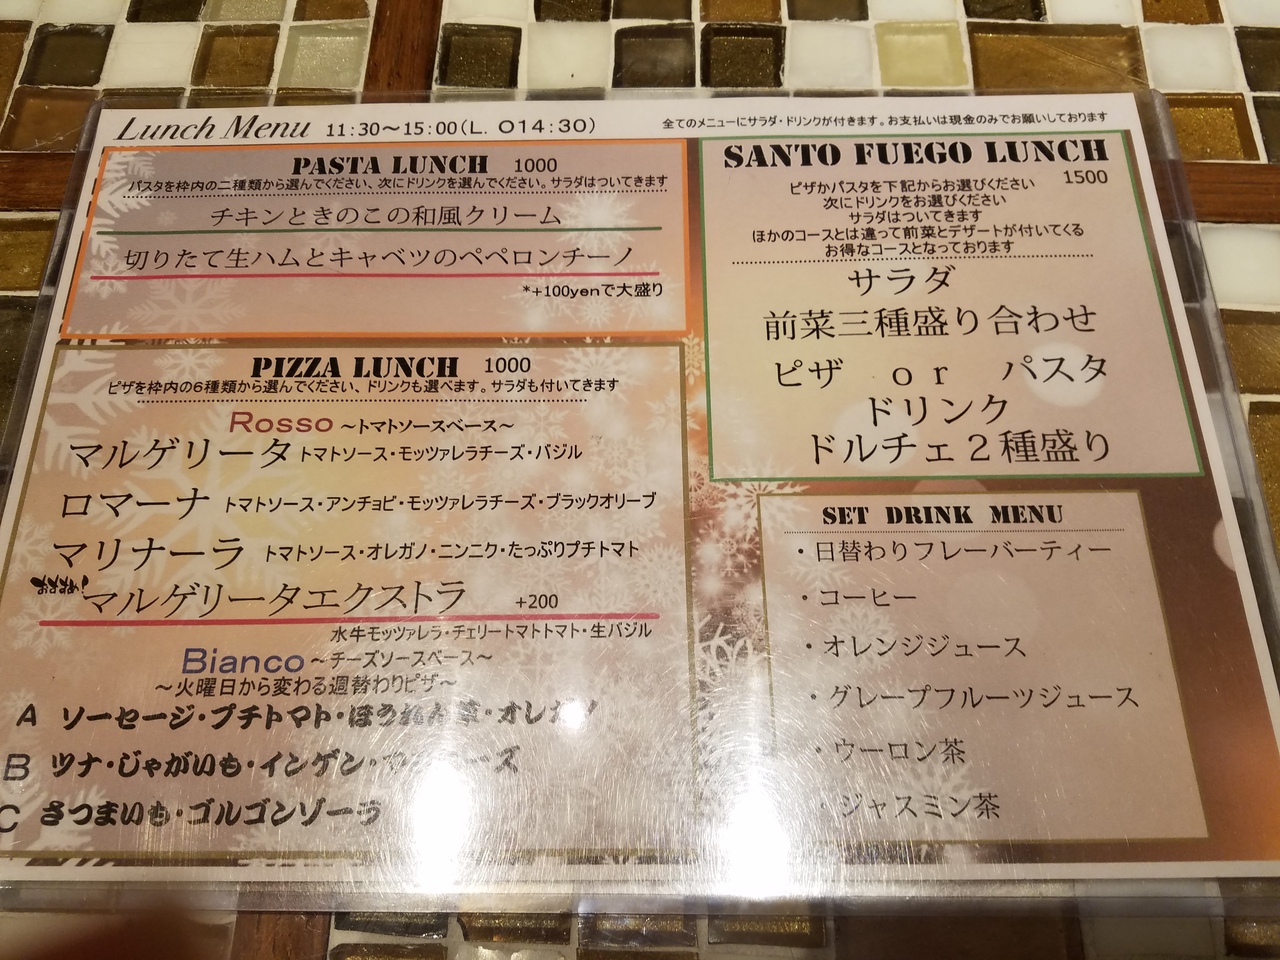 Lunch Menu 11:30～15:00(L. O14:30)
全てのメニューにサラダ・ドリンクが付きます。お支払いは現金のみでお願いしております
PASTA LUNCH 1000
パスタを枠内の二種類から選んでください、次にドリンクを選んでください。サラダはついてきます
チキンときのこの和風クリーム
切りたて生ハムとキャベツのペペロンチーノ
*+100yenで大盛り
PIZZA LUNCH 1000
ピザを枠内の6種類から選んでください、ドリンクも選べます。サラダも付いてきます
Rosso ～トマトソースベース～
マルゲリータ トマトソース・モッツァレラチーズ・バジル
ロマーナ トマトソース・アンチョビ・モッツァレラチーズ・ブラックオリーブ
マリナーラ トマトソース・オレガノ・ニンニク・たっぷりプチトマト
おすすめ! マルゲリータエクストラ +200
水牛モッツァレラ・チェリートマトトマト・生バジル
Bianco ～チーズソースベース～
～火曜日から変わる週替わりピザ～
A ソーセージ・プチトマト・ほうれん草・オレガノ
B ツナ・じゃがいも・インゲン・
C さつまいも・ゴルゴンゾーラ
SANTO FUEGO LUNCH
1500
ピザかパスタを下記からお選びください
次にドリンクをお選びください
サラダはついてきます
ほかのコースとは違って前菜とデザートが付いてくる
お得なコースとなっております
サラダ
前菜三種盛り合わせ
ピザ or パスタ
ドリンク
ドルチェ２種盛り
SET DRINK MENU
・日替わりフレーバーティー
・コーヒー
・オレンジジュース
・グレープフルーツジュース
・ウーロン茶
・ジャスミン茶